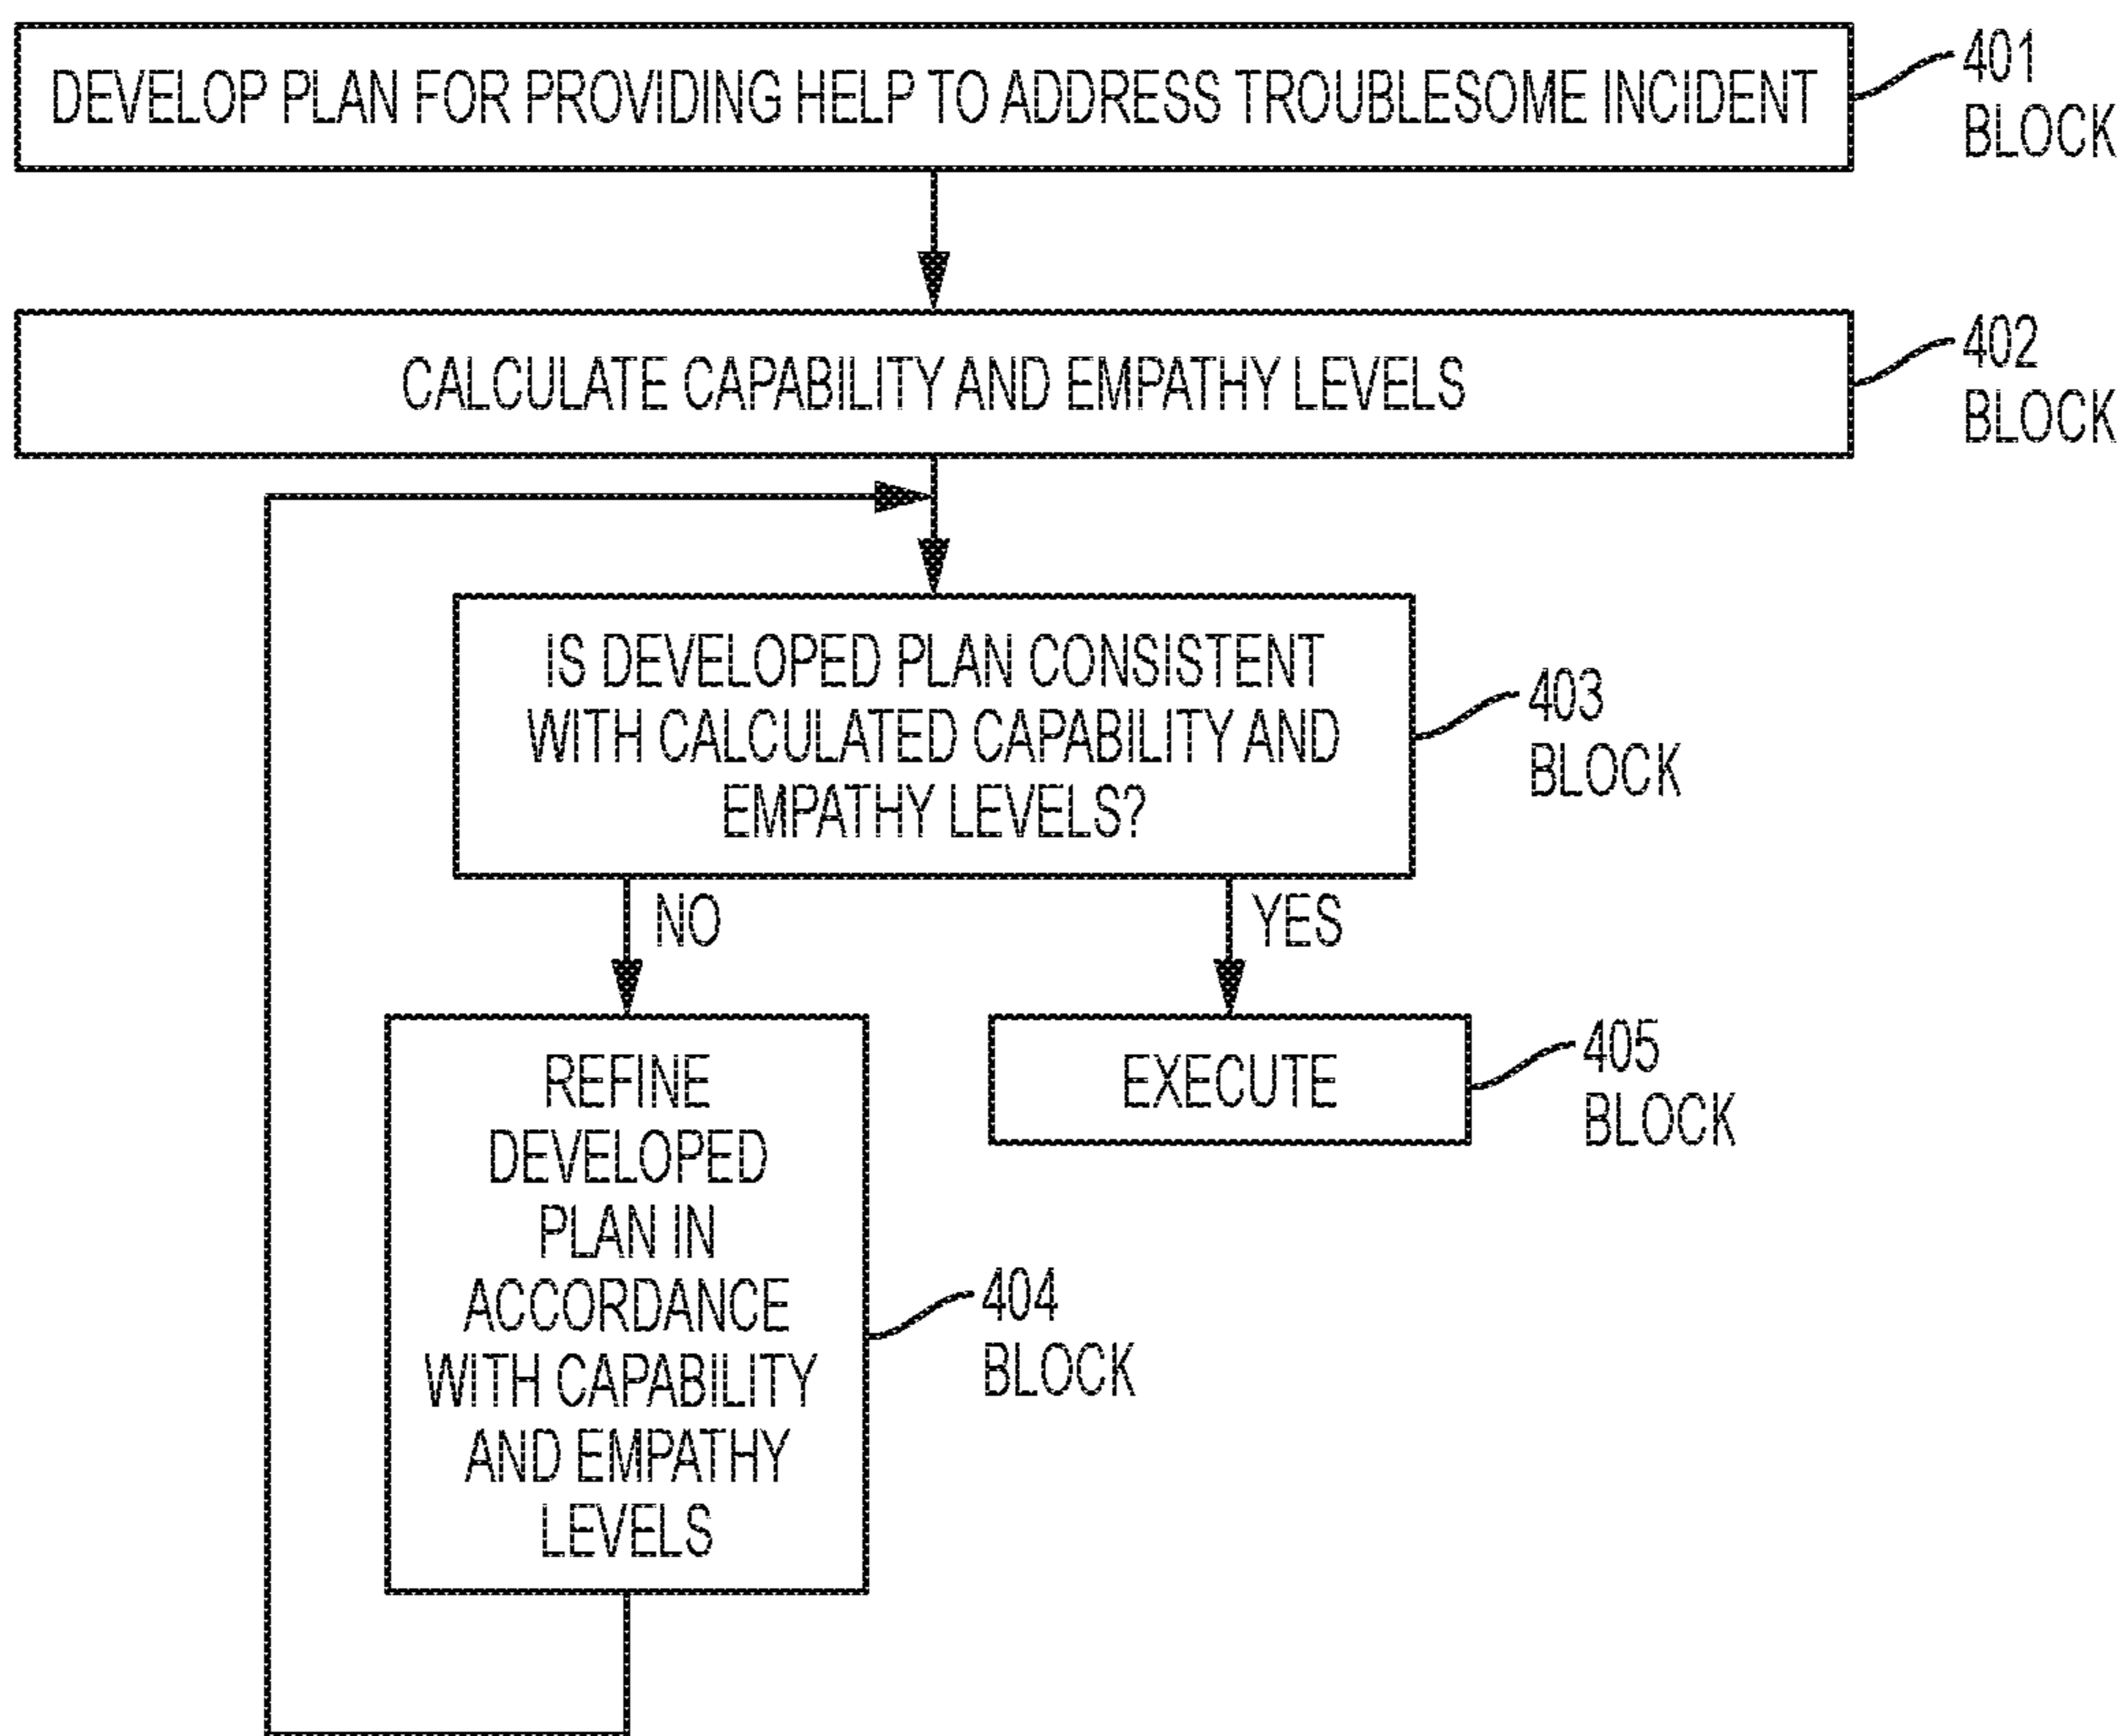 DEVELOP PLAN FOR PROVIDING HELP TO ADDRESS TROUBLESOME INCIDENT
401
BLOCK
CALCULATE CAPABILITY AND EMPATHY LEVELS
402
BLOCK
IS DEVELOPED PLAN CONSISTENT
WITH CALCULATED CAPABILITY AND
EMPATHY LEVELS?
403
BLOCK
NO
YES
REFINE
DEVELOPED
PLAN IN
ACCORDANCE
WITH CAPABILITY
AND EMPATHY
LEVELS
404
BLOCK
EXECUTE
405
BLOCK